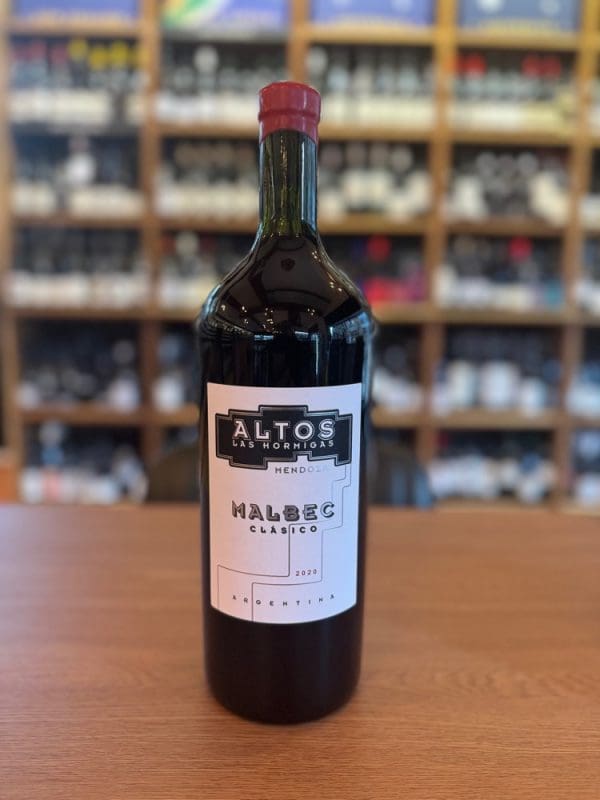 ALTOS
LAS HORMIGAS
MENDOZA
MALBEC
CLÁSICO
2020
ARGENTINA